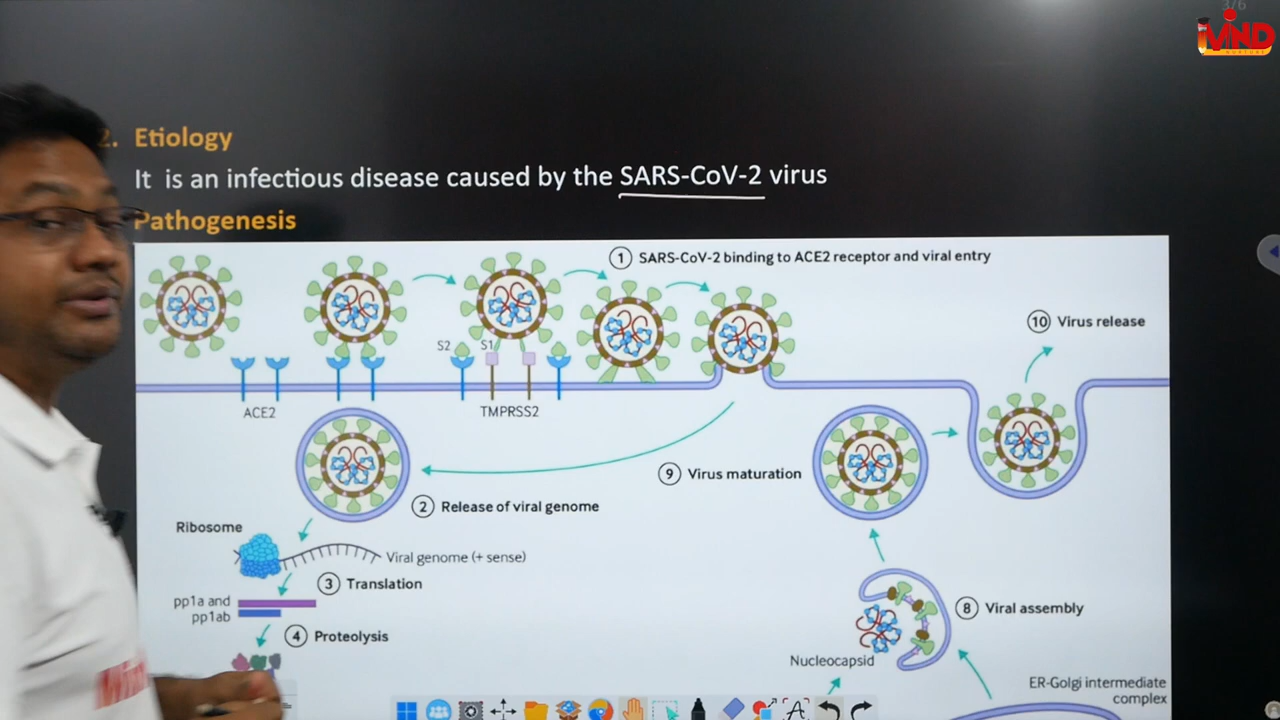 3/6
iMIND
2. Etiology
It is an infectious disease caused by the SARS-CoV-2 virus
Pathogenesis
1 SARS-CoV-2 binding to ACE2 receptor and viral entry
10 Virus release
S2 S1
ACE2
TMPRSS2
9 Virus maturation
2 Release of viral genome
Ribosome
Viral genome (+ sense)
3 Translation
pp1a and
pp1ab
8 Viral assembly
4 Proteolysis
Nucleocapsid
ER-Golgi intermediate
complex